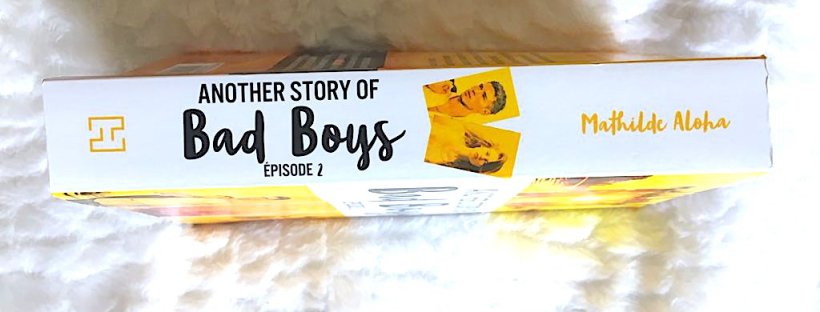 ANOTHER STORY OF
Bad Boys
ÉPISODE 2
Mathilde Aloha